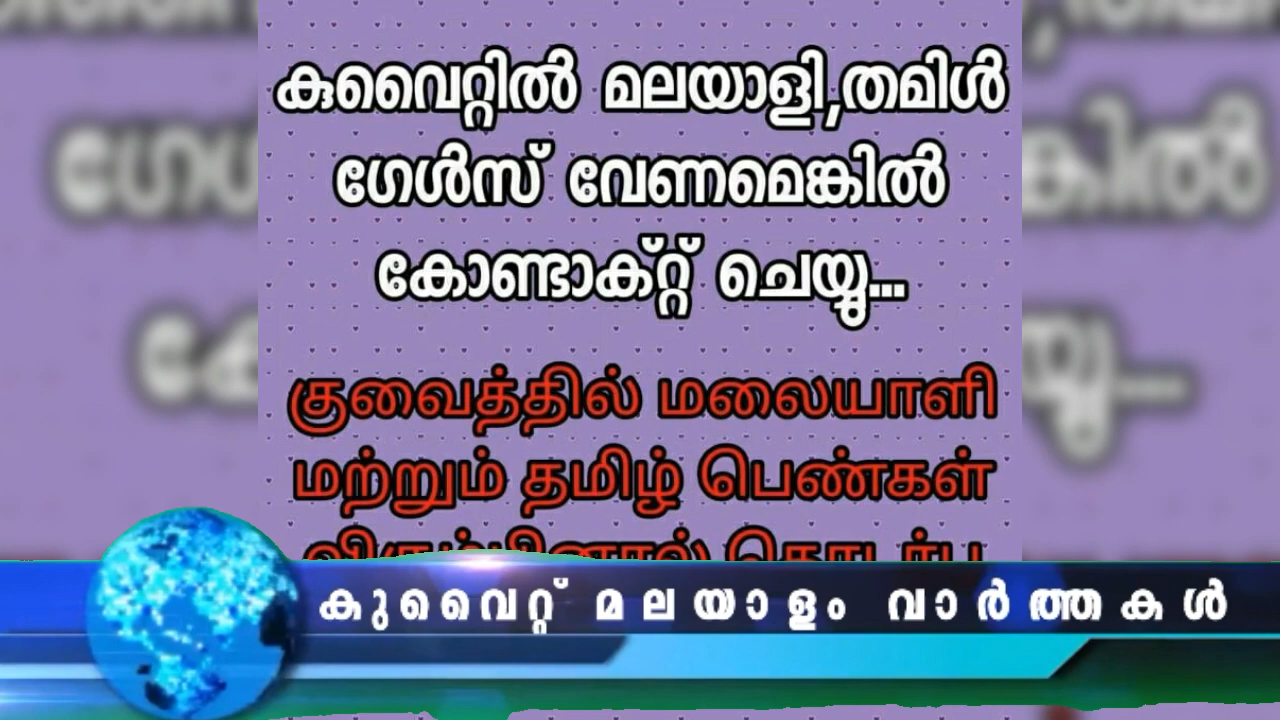 കുവൈറ്റിൽ മലയാളി,തമിൾ
ഗേൾസ് വേണമെങ്കിൽ
കോണ്ടാക്റ്റ് ചെയ്യു...
குவைத்தில் மலையாளி
மற்றும் தமிழ் பெண்கள்
கുവൈറ്റ് മലയാളം വാർത്തകൾ